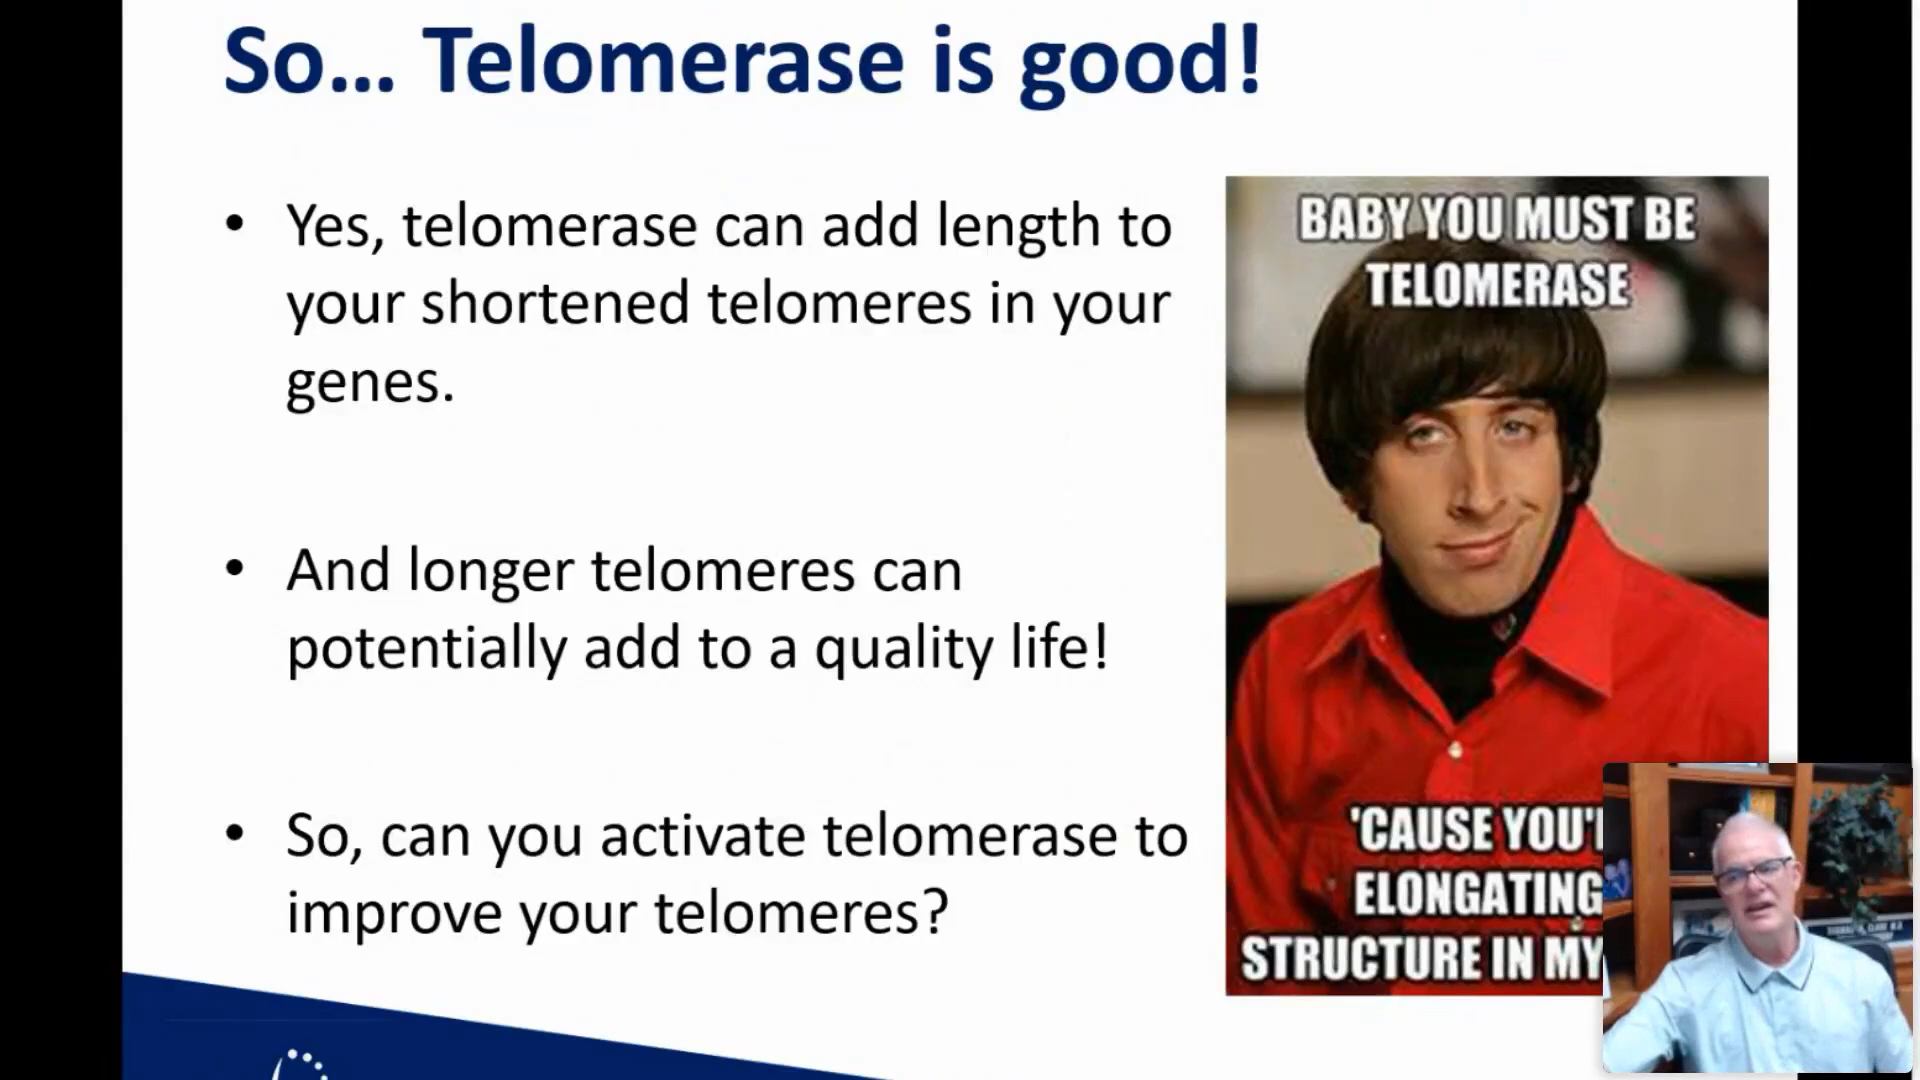 So... Telomerase is good!
• Yes, telomerase can add length to
your shortened telomeres in your
genes.
• And longer telomeres can
potentially add to a quality life!
• So, can you activate telomerase to
improve your telomeres?
BABY YOU MUST BE
TELOMERASE
'CAUSE
ELONGATING
STRUCTURE IN MY